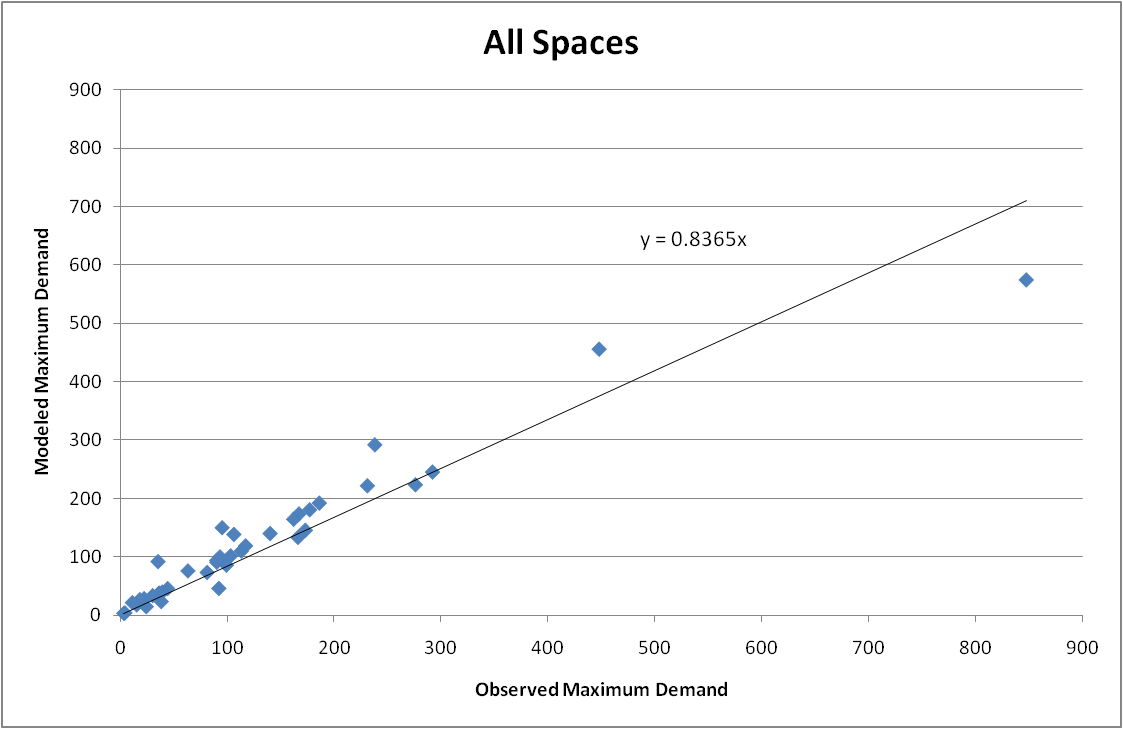 All Spaces
900
800
700
600
500
400
300
200
100
0
Modeled Maximum Demand
y = 0.8365x
0 100 200 300 400 500 600 700 800 900
Observed Maximum Demand